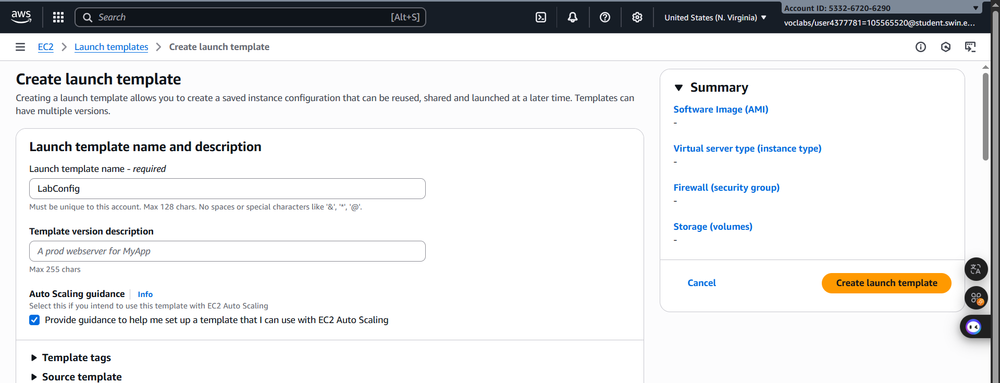 aws
Search [Alt+S]
United States (N. Virginia)
Account ID: 5332-6720-6290
voclabs/user4377781=105565520@student.swin.e...
EC2 > Launch templates > Create launch template
Create launch template
Creating a launch template allows you to create a saved instance configuration that can be reused, shared and launched at a later time. Templates can
have multiple versions.
Launch template name and description
Launch template name - required
LabConfig
Must be unique to this account. Max 128 chars. No spaces or special characters like '&', '*', '@'.
Template version description
A prod webserver for MyApp
Max 255 chars
Auto Scaling guidance Info
Select this if you intend to use this template with EC2 Auto Scaling
Provide guidance to help me set up a template that I can use with EC2 Auto Scaling
Template tags
Source template
Summary
Software Image (AMI)
-
Virtual server type (instance type)
-
Firewall (security group)
-
Storage (volumes)
-
Cancel
Create launch template